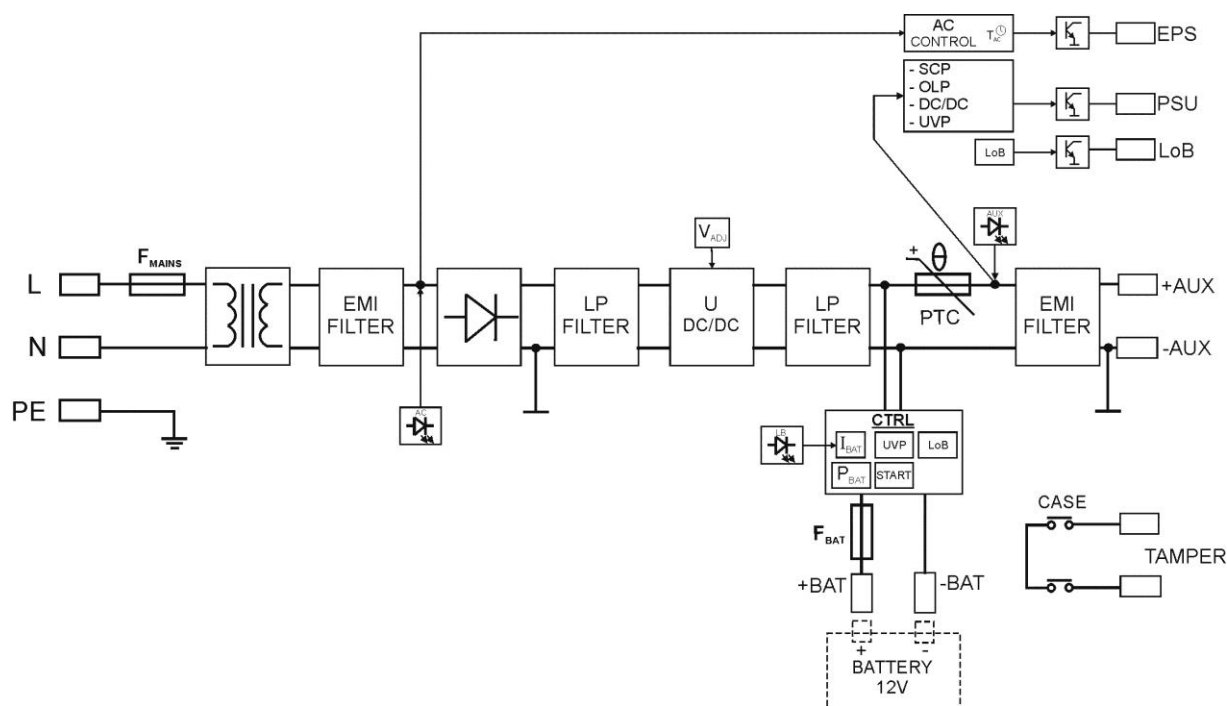 AC
CONTROL T AC
EPS
- SCP
- OLP
- DC/DC
- UVP
PSU
LoB
LoB
AUX
V ADJ
F MAINS
θ
+
L
EMI
FILTER
LP
FILTER
U
DC/DC
LP
FILTER
PTC
EMI
FILTER
+AUX
N
-AUX
PE
AC
CTRL
LB
I BAT
UVP
LoB
P BAT
START
CASE
F BAT
TAMPER
+BAT
-BAT
+
-
BATTERY
12V